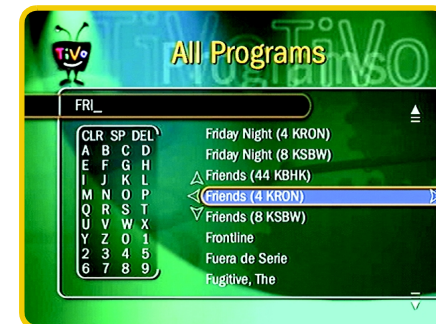 TiVo
All Programs
FRI_
CLR SP DEL
A B C D
E F G H
I J K L
M N O P
Q R S T
U V W X
Y Z 0 1
2 3 4 5
6 7 8 9
Friday Night (4 KRON)
Friday Night (8 KSBW)
Friends (44 KBHK)
Friends (4 KRON)
Friends (8 KSBW)
Frontline
Fuera de Serie
Fugitive, The